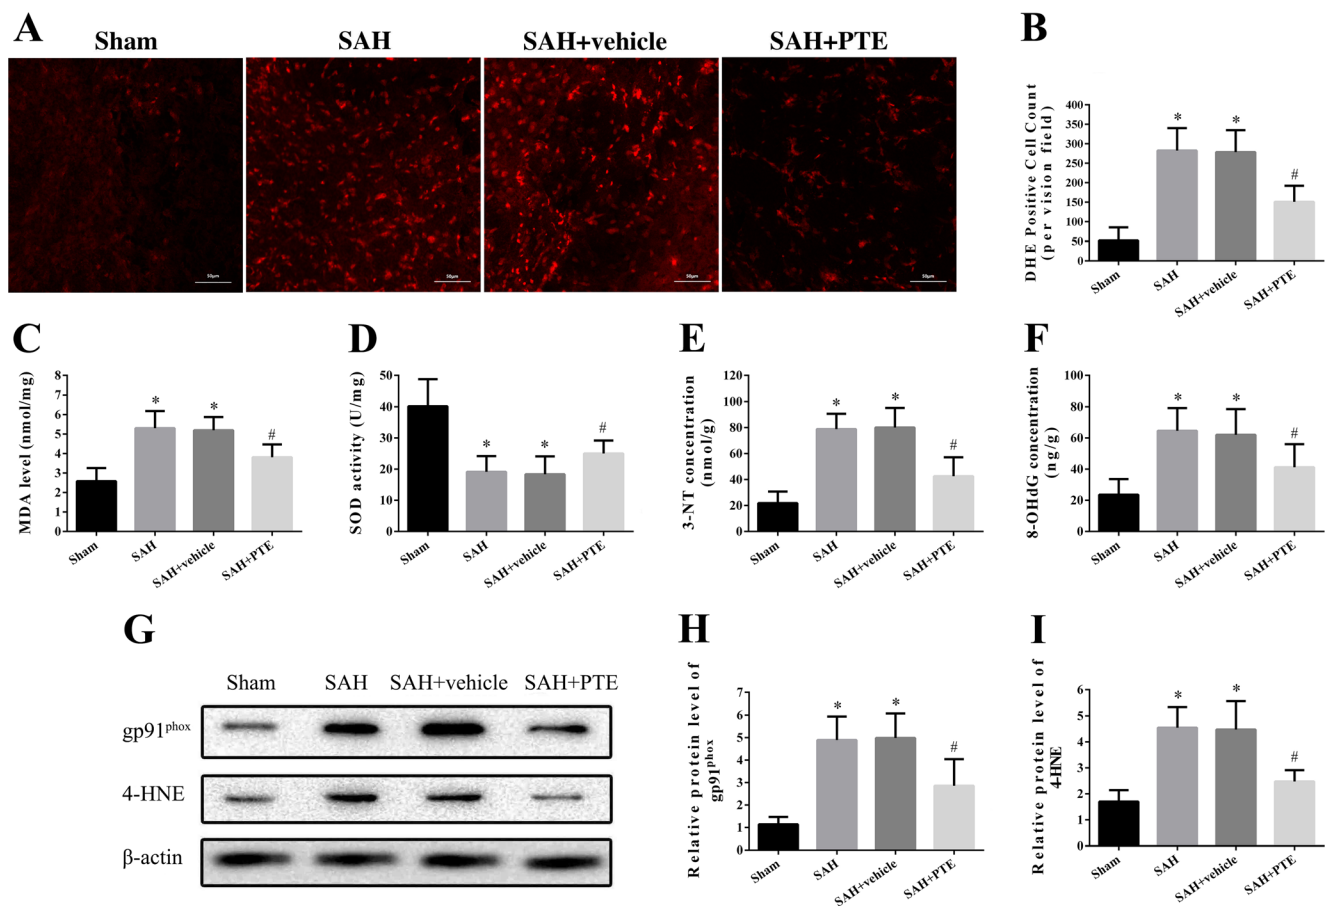 A
Sham
SAH
SAH+vehicle
SAH+PTE
50μm
50μm
50μm
50μm
B
DHE Positive Cell Count
(per vision field)
400
350
300
250
200
150
100
50
0
*
*
#
Sham
SAH
SAH+vehicle
SAH+PTE
C
MDA level (nmol/mg)
8
7
6
5
4
3
2
1
0
*
*
#
Sham
SAH
SAH+vehicle
SAH+PTE
D
SOD activity (U/mg)
50
40
30
20
10
0
*
*
#
Sham
SAH
SAH+vehicle
SAH+PTE
E
3-NT concentration
(nmol/g)
120
100
80
60
40
20
0
*
*
#
Sham
SAH
SAH+vehicle
SAH+PTE
F
8-OHdG concentration
(ng/g)
100
80
60
40
20
0
*
*
#
Sham
SAH
SAH+vehicle
SAH+PTE
G
Sham
SAH
SAH+vehicle
SAH+PTE
gp91phox
4-HNE
β-actin
H
Relative protein level of
gp91phox
7
6
5
4
3
2
1
0
*
*
#
Sham
SAH
SAH+vehicle
SAH+PTE
I
Relative protein level of
4-HNE
6
5
4
3
2
1
0
*
*
#
Sham
SAH
SAH+vehicle
SAH+PTE